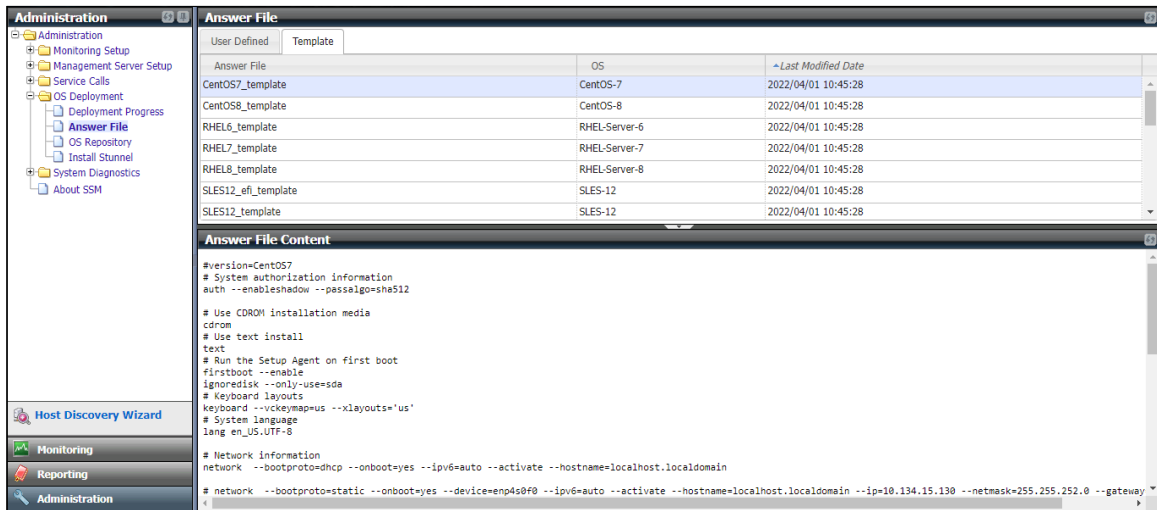 Administration
Administration
Monitoring Setup
Management Server Setup
Service Calls
OS Deployment
Deployment Progress
Answer File
OS Repository
Install Stunnel
System Diagnostics
About SSM
Host Discovery Wizard
Monitoring
Reporting
Administration
Answer File
User Defined Template
Answer File OS Last Modified Date
CentOS7_template CentOS-7 2022/04/01 10:45:28
CentOS8_template CentOS-8 2022/04/01 10:45:28
RHEL6_template RHEL-Server-6 2022/04/01 10:45:28
RHEL7_template RHEL-Server-7 2022/04/01 10:45:28
RHEL8_template RHEL-Server-8 2022/04/01 10:45:28
SLES12_efi_template SLES-12 2022/04/01 10:45:28
SLES12_template SLES-12 2022/04/01 10:45:28
Answer File Content
#version=CentOS7
# System authorization information
auth --enableshadow --passalgo=sha512
# Use CDROM installation media
cdrom
# Use text install
text
# Run the Setup Agent on first boot
firstboot --enable
ignoredisk --only-use=sda
# Keyboard layouts
keyboard --vckeymap=us --xlayouts='us'
# System language
lang en_US.UTF-8
# Network information
network  --bootproto=dhcp --onboot=yes --ipv6=auto --activate --hostname=localhost.localdomain
# network  --bootproto=static --onboot=yes --device=enp4s0f0 --ipv6=auto --activate --hostname=localhost.localdomain --ip=10.134.15.130 --netmask=255.255.252.0 --gateway